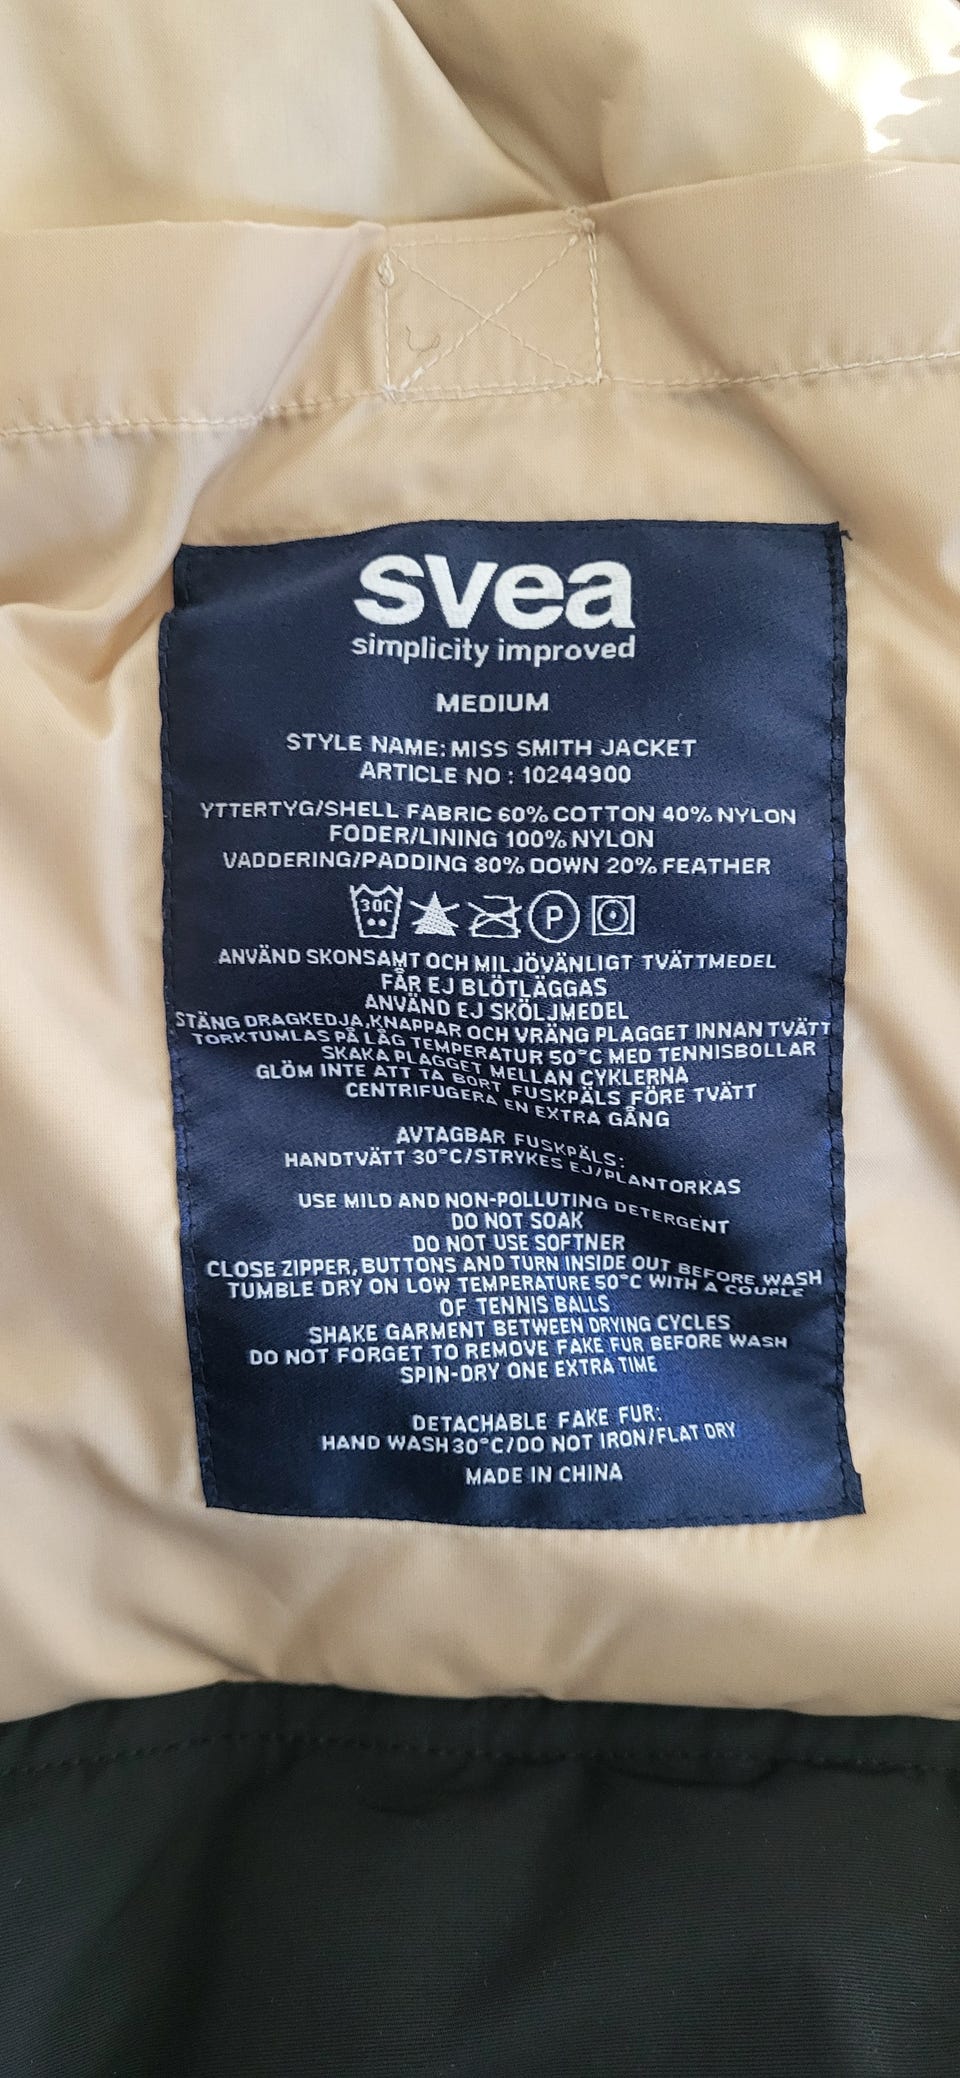 svea
simplicity improved
MEDIUM
STYLE NAME: MISS SMITH JACKET
ARTICLE NO : 10244900
YTTERTYG/SHELL FABRIC 60% COTTON 40% NYLON
FODER/LINING 100% NYLON
VADDERING/PADDING 80% DOWN 20% FEATHER
30C P
ANVÄND SKONSAMT OCH MILJÖVÄNLIGT TVÄTTMEDEL
FÅR EJ BLÖTLÄGGAS
ANVÄND EJ SKÖLJMEDEL
STÄNG DRAGKEDJA,KNAPPAR OCH VRÄNG PLAGGET INNAN TVÄTT
TORKTUMLAS PÅ LÅG TEMPERATUR 50°C MED TENNISBOLLAR
SKAKA PLAGGET MELLAN CYKLERNA
GLÖM INTE ATT TA BORT FUSKPÄLS FÖRE TVÄTT
CENTRIFUGERA EN EXTRA GÅNG
AVTAGBAR FUSKPÄLS:
HANDTVÄTT 30°C/STRYKES EJ/PLANTORKAS
USE MILD AND NON-POLLUTING DETERGENT
DO NOT SOAK
DO NOT USE SOFTNER
CLOSE ZIPPER, BUTTONS AND TURN INSIDE OUT BEFORE WASH
TUMBLE DRY ON LOW TEMPERATURE 50°C WITH A COUPLE
OF TENNIS BALLS
SHAKE GARMENT BETWEEN DRYING CYCLES
DO NOT FORGET TO REMOVE FAKE FUR BEFORE WASH
SPIN-DRY ONE EXTRA TIME
DETACHABLE FAKE FUR:
HAND WASH 30°C/DO NOT IRON/FLAT DRY
MADE IN CHINA